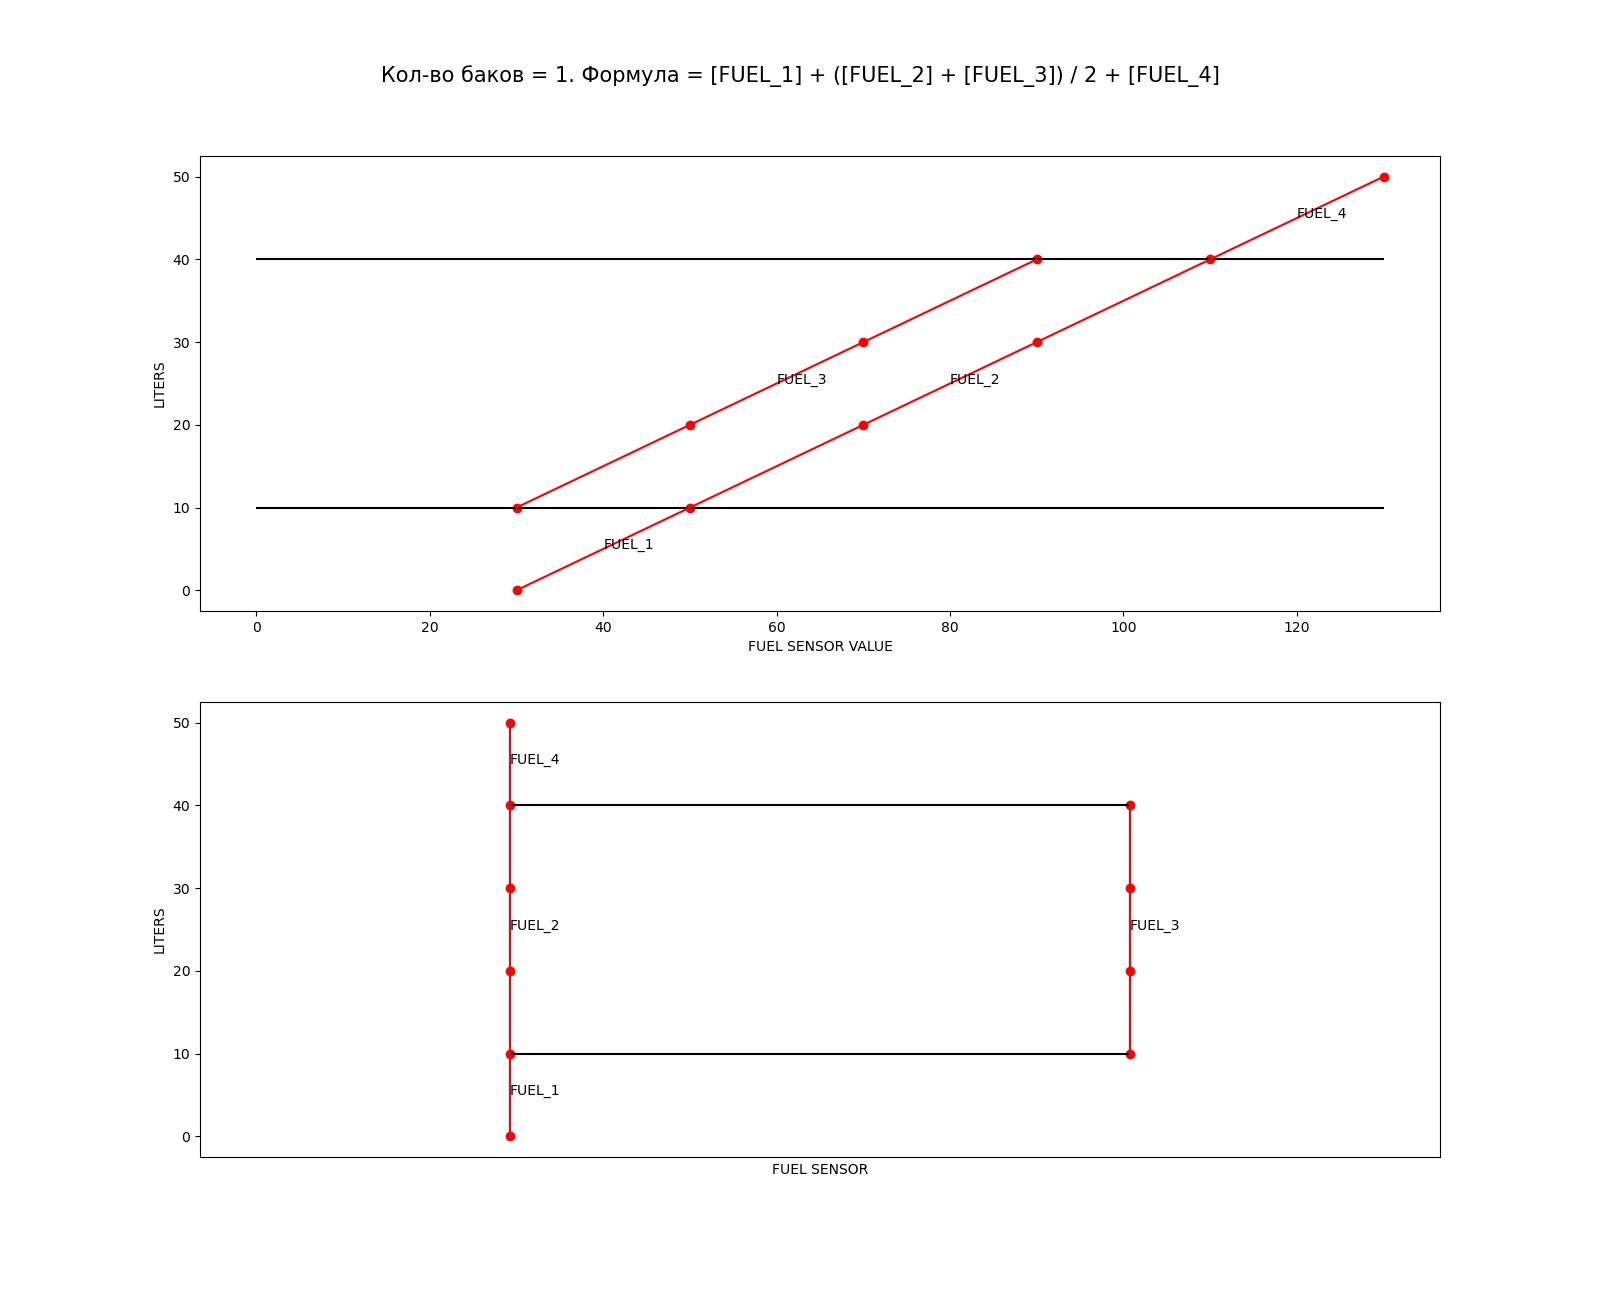 Кол-во баков = 1. Формула = [FUEL_1] + ([FUEL_2] + [FUEL_3]) / 2 + [FUEL_4]
50
FUEL_4
40
30
FUEL_3
FUEL_2
LITERS
20
10
FUEL_1
0
0 20 40 60 80 100 120
FUEL SENSOR VALUE
50
FUEL_4
40
30
FUEL_2
FUEL_3
LITERS
20
10
FUEL_1
0
FUEL SENSOR